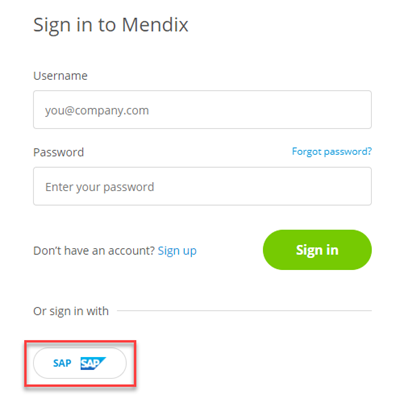 Sign in to Mendix
Username
you@company.com
Password Forgot password?
Enter your password
Don't have an account? Sign up Sign in
Or sign in with
SAP SAP